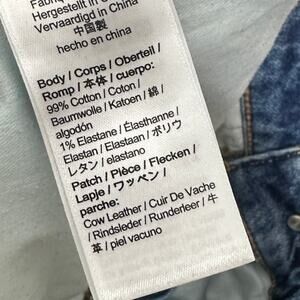 Hergestellt in China
Vervaardigd in China
中国製
hecho en china
Body / Corps / Oberteil /
Romp / 本体 / cuerpo:
99% Cotton / Coton /
Baumwolle / Katoen / 綿 /
algodón
1% Elastane / Élasthanne /
Elastan / Elastaan / ポリウ
レタン / elastano
Patch / Pièce / Flecken /
Lapje / ワッペン /
parche:
Cow Leather / Cuir De Vache
/ Rindsleder / Runderleer / 牛
革 / piel vacuno